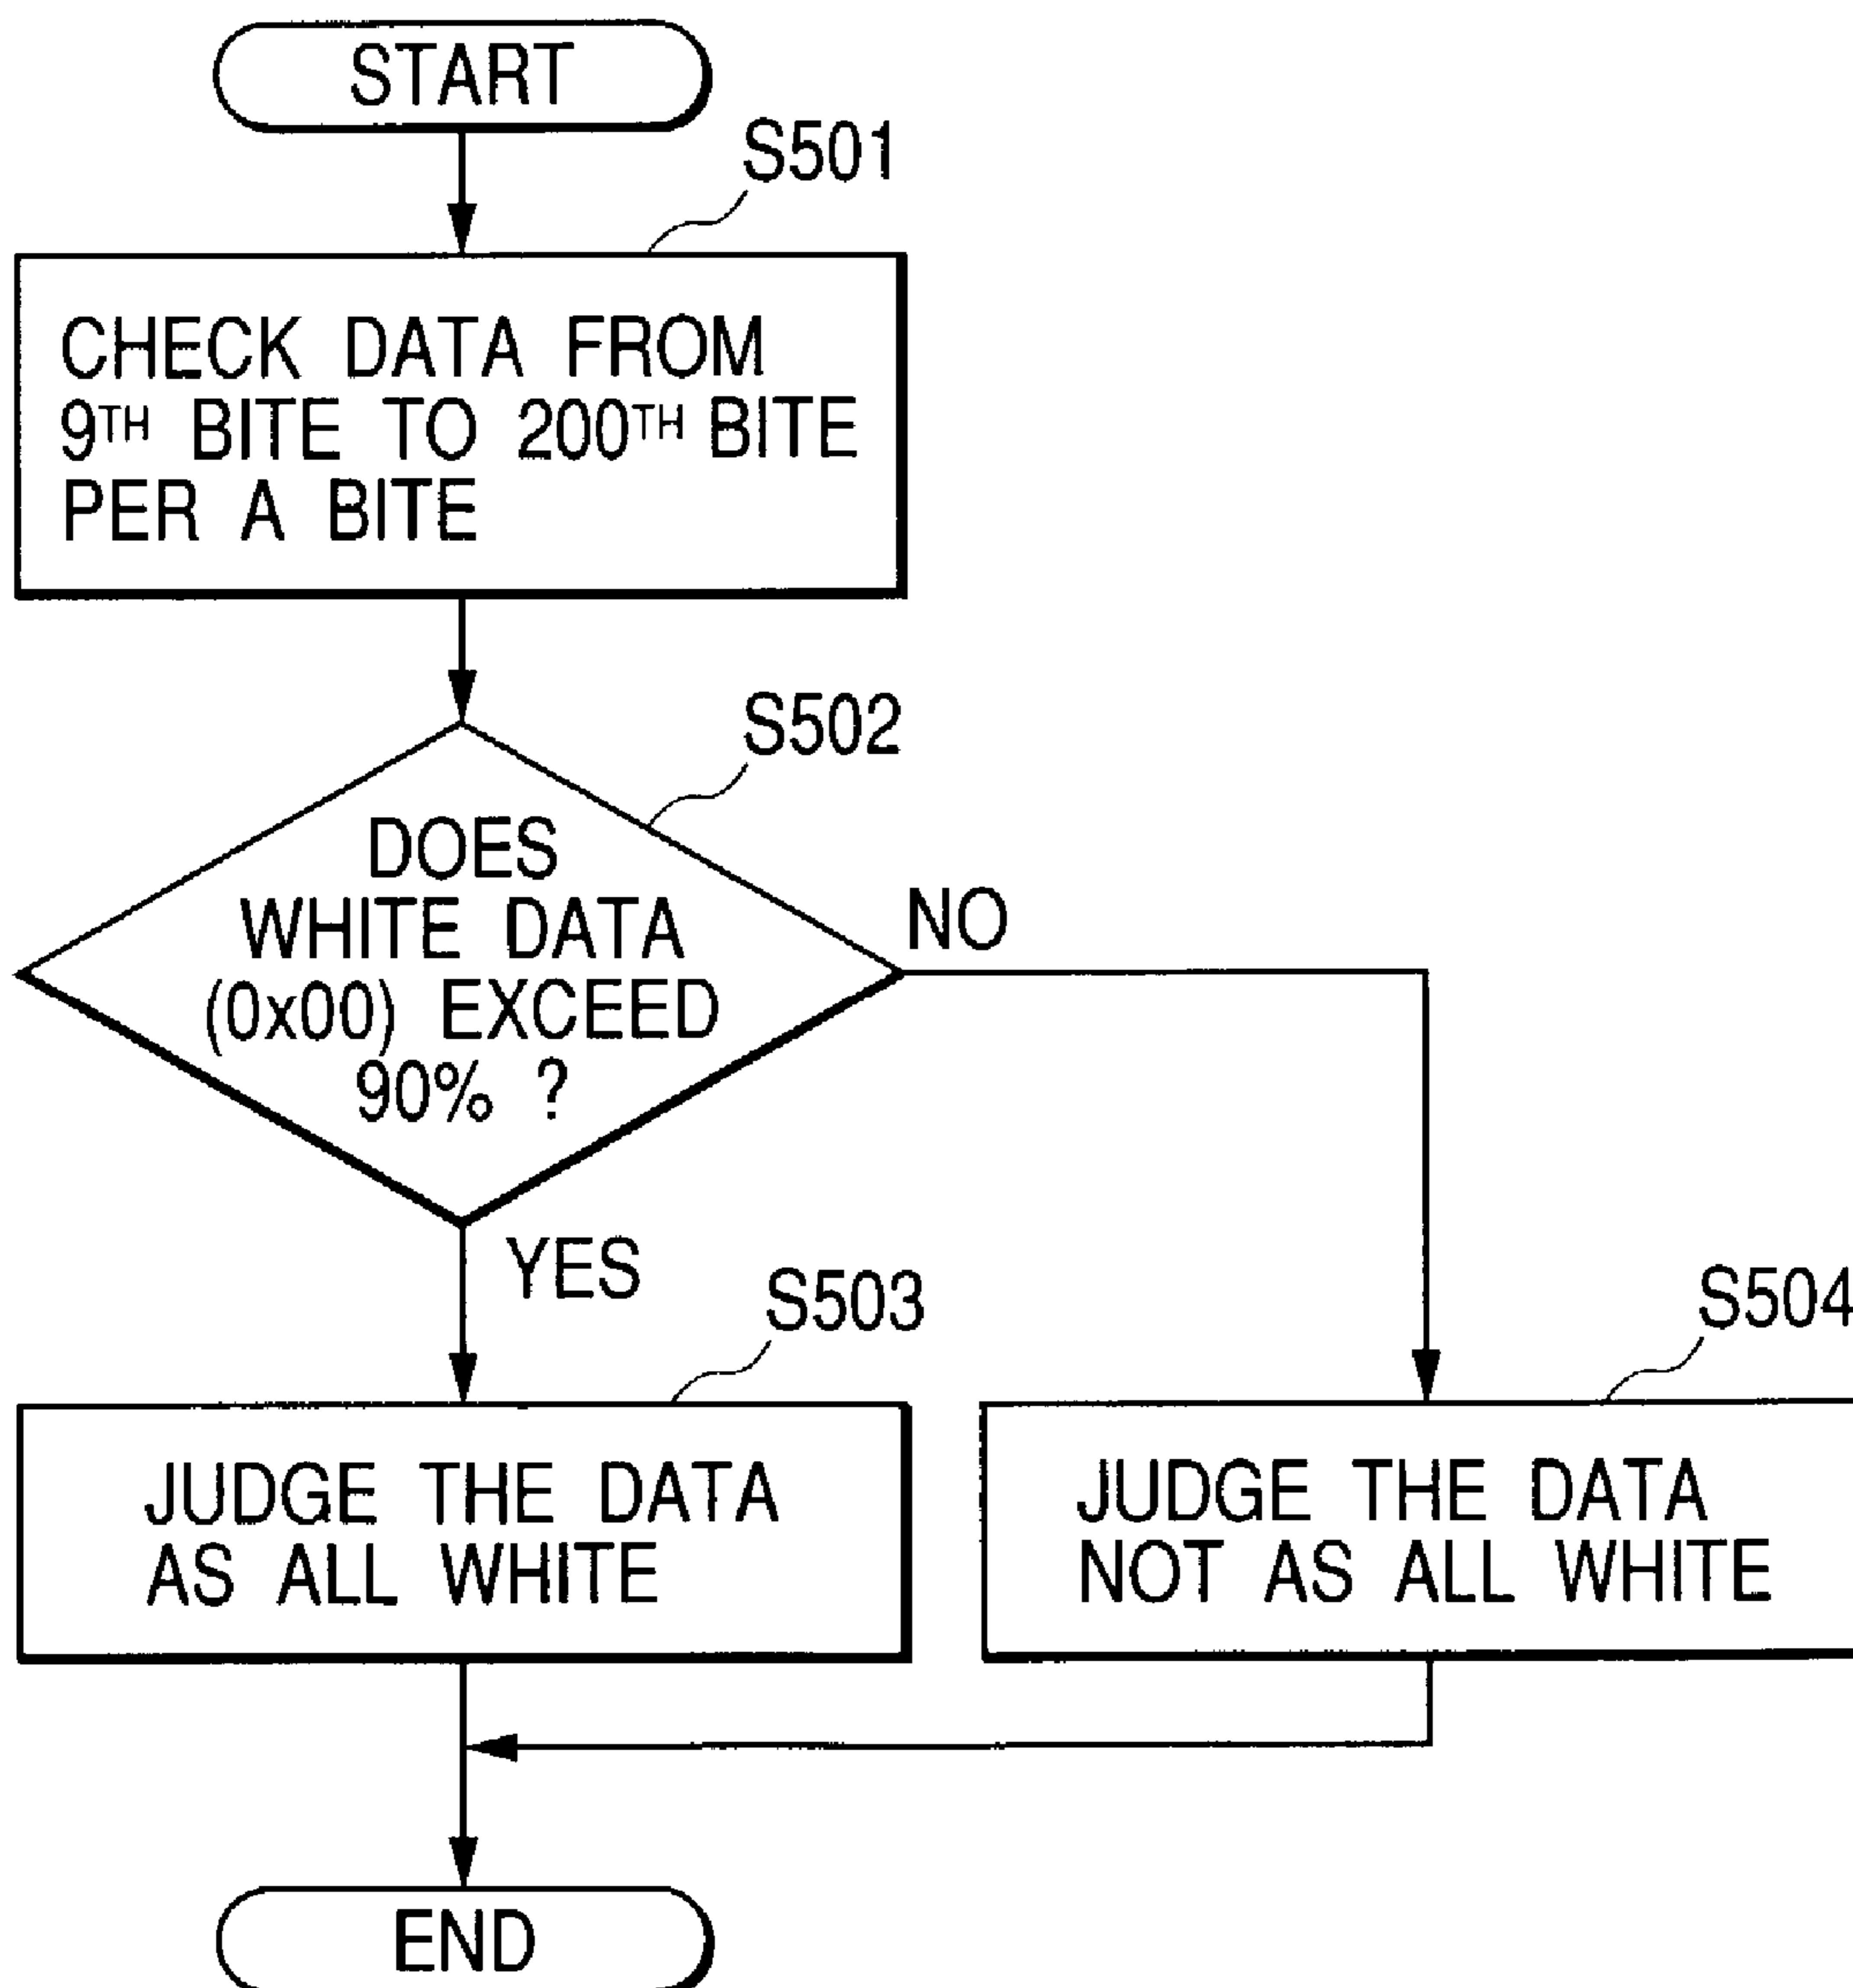 START
S501
CHECK DATA FROM
9TH BITE TO 200TH BITE
PER A BITE
S502
DOES
WHITE DATA
(0x00) EXCEED
90% ?
NO
YES
S503
S504
JUDGE THE DATA
AS ALL WHITE
JUDGE THE DATA
NOT AS ALL WHITE
END